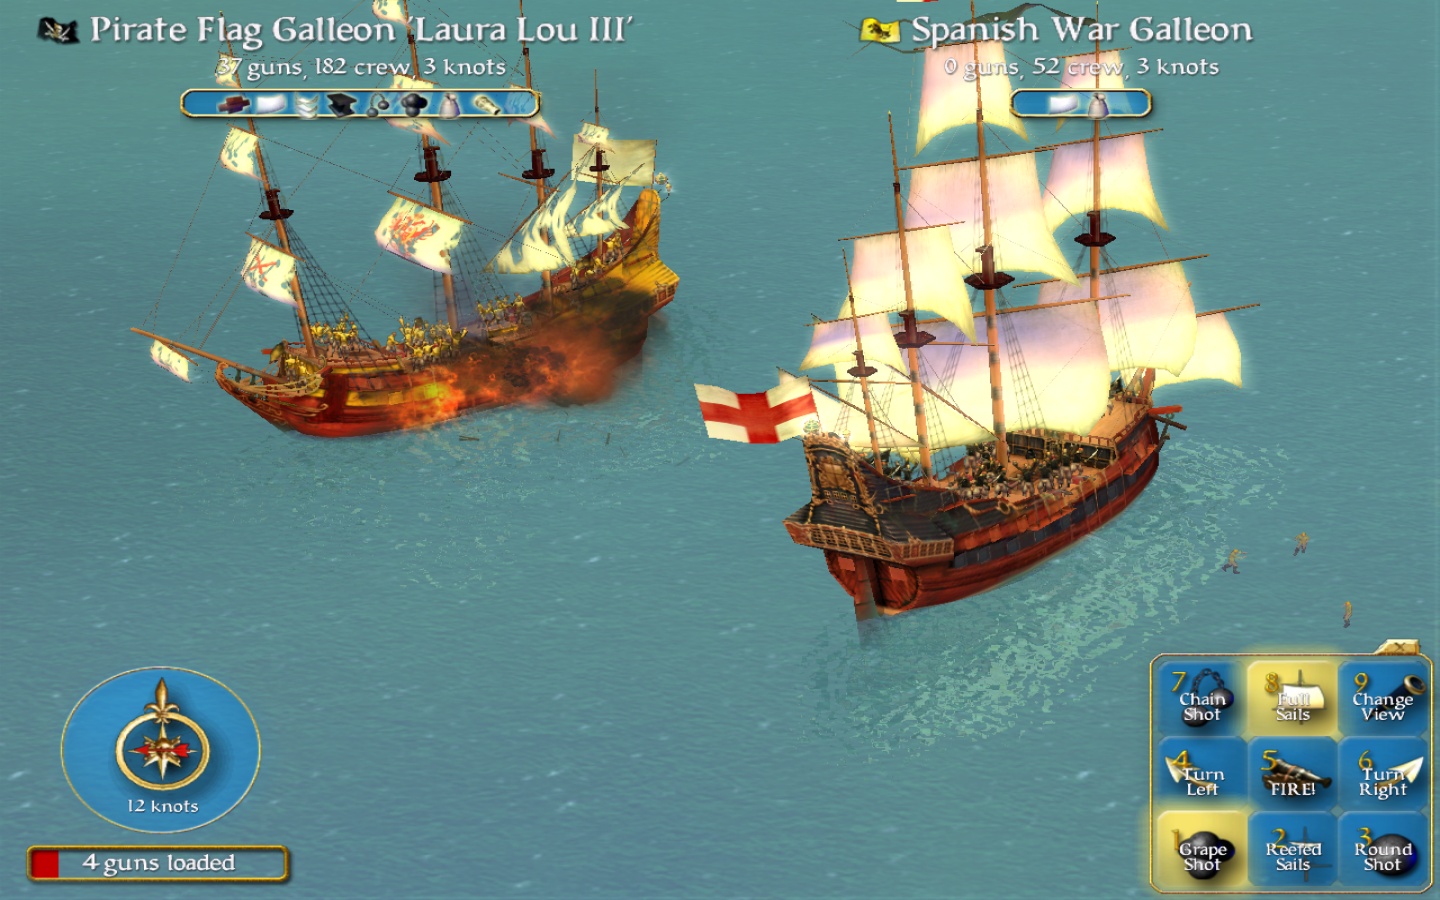 Pirate Flag Galleon 'Laura Lou III'
37 guns, 182 crew, 3 knots
Spanish War Galleon
0 guns, 52 crew, 3 knots
12 knots
4 guns loaded
7 Chain Shot
8 Full Sails
9 Change View
4 Turn Left
5 FIRE!
6 Turn Right
1 Grape Shot
2 Reefed Sails
3 Round Shot